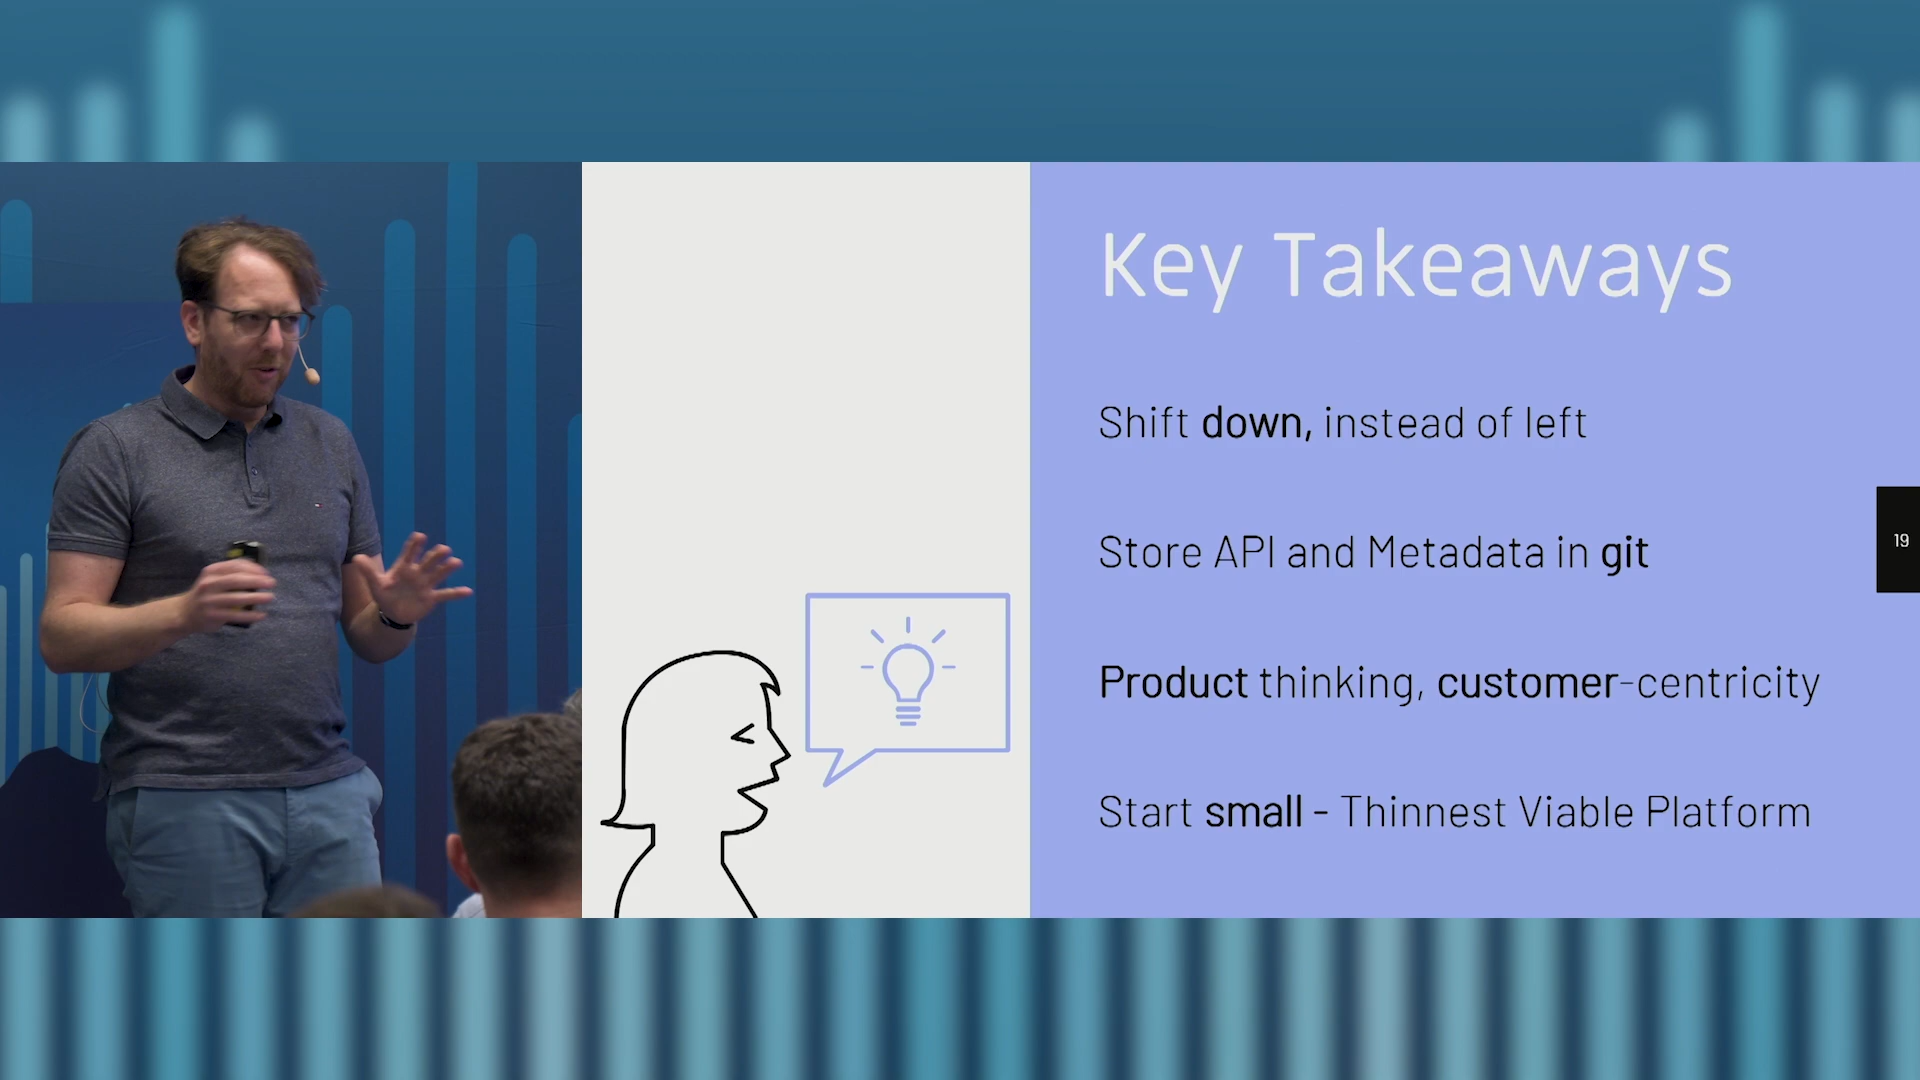 Key Takeaways
Shift down, instead of left
Store API and Metadata in git
19
Product thinking, customer-centricity
Start small - Thinnest Viable Platform